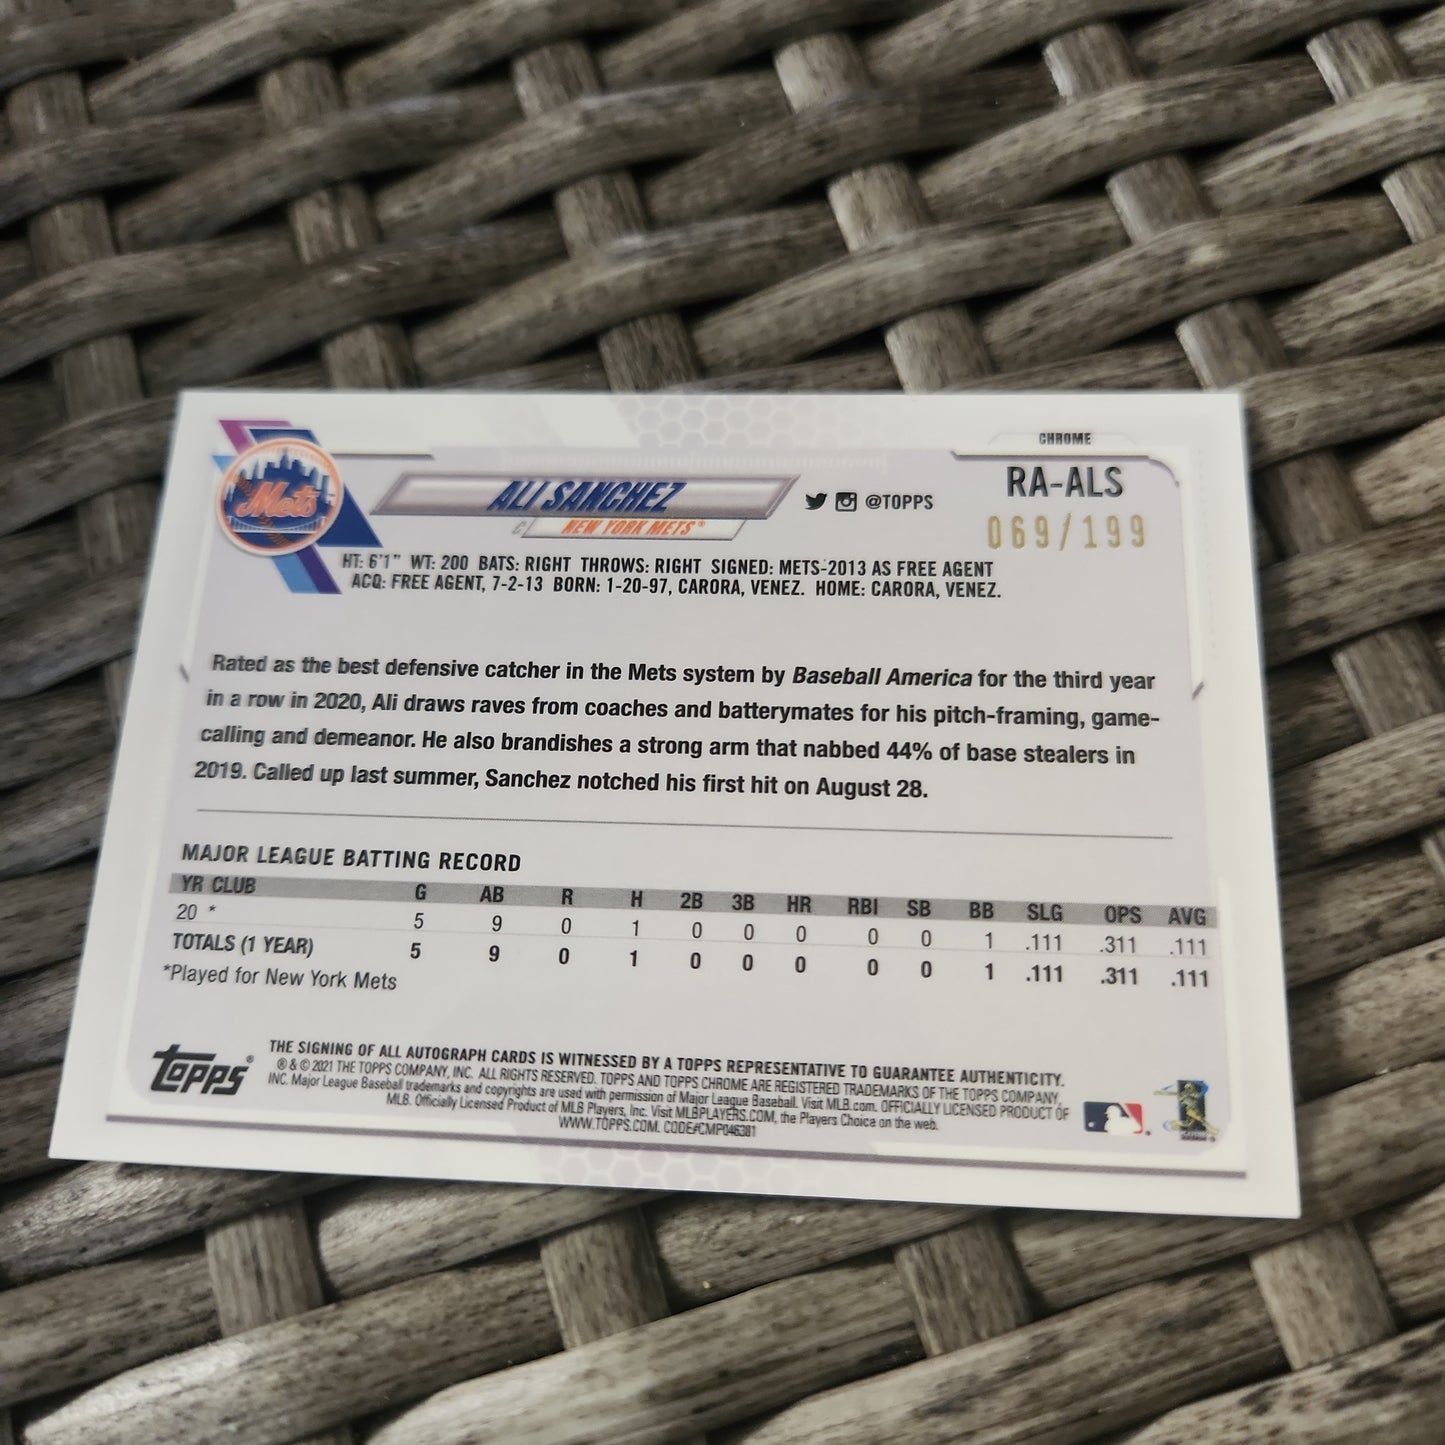 CHROME
RA-ALS
069/199
Mets
ALI SANCHEZ
@TOPPS
C NEW YORK METS®
HT: 6'1" WT: 200 BATS: RIGHT THROWS: RIGHT SIGNED: METS-2013 AS FREE AGENT
ACQ: FREE AGENT, 7-2-13 BORN: 1-20-97, CARORA, VENEZ. HOME: CARORA, VENEZ.
Rated as the best defensive catcher in the Mets system by Baseball America for the third year
in a row in 2020, Ali draws raves from coaches and batterymates for his pitch-framing, game-
calling and demeanor. He also brandishes a strong arm that nabbed 44% of base stealers in
2019. Called up last summer, Sanchez notched his first hit on August 28.
MAJOR LEAGUE BATTING RECORD
YR CLUB G AB R H 2B 3B HR RBI SB BB SLG OPS AVG
20 * 5 9 0 1 0 0 0 0 0 1 .111 .311 .111
TOTALS (1 YEAR) 5 9 0 1 0 0 0 0 0 1 .111 .311 .111
*Played for New York Mets
Topps®
THE SIGNING OF ALL AUTOGRAPH CARDS IS WITNESSED BY A TOPPS REPRESENTATIVE TO GUARANTEE AUTHENTICITY.
® & © 2021 THE TOPPS COMPANY, INC. ALL RIGHTS RESERVED. TOPPS AND TOPPS CHROME ARE REGISTERED TRADEMARKS OF THE TOPPS COMPANY,
INC. Major League Baseball trademarks and copyrights are used with permission of Major League Baseball. Visit MLB.com. OFFICIALLY LICENSED PRODUCT OF
MLB. Officially Licensed Product of MLB Players, Inc. Visit MLBPLAYERS.COM, the Players Choice on the web.
WWW.TOPPS.COM. CODE#CMP046381